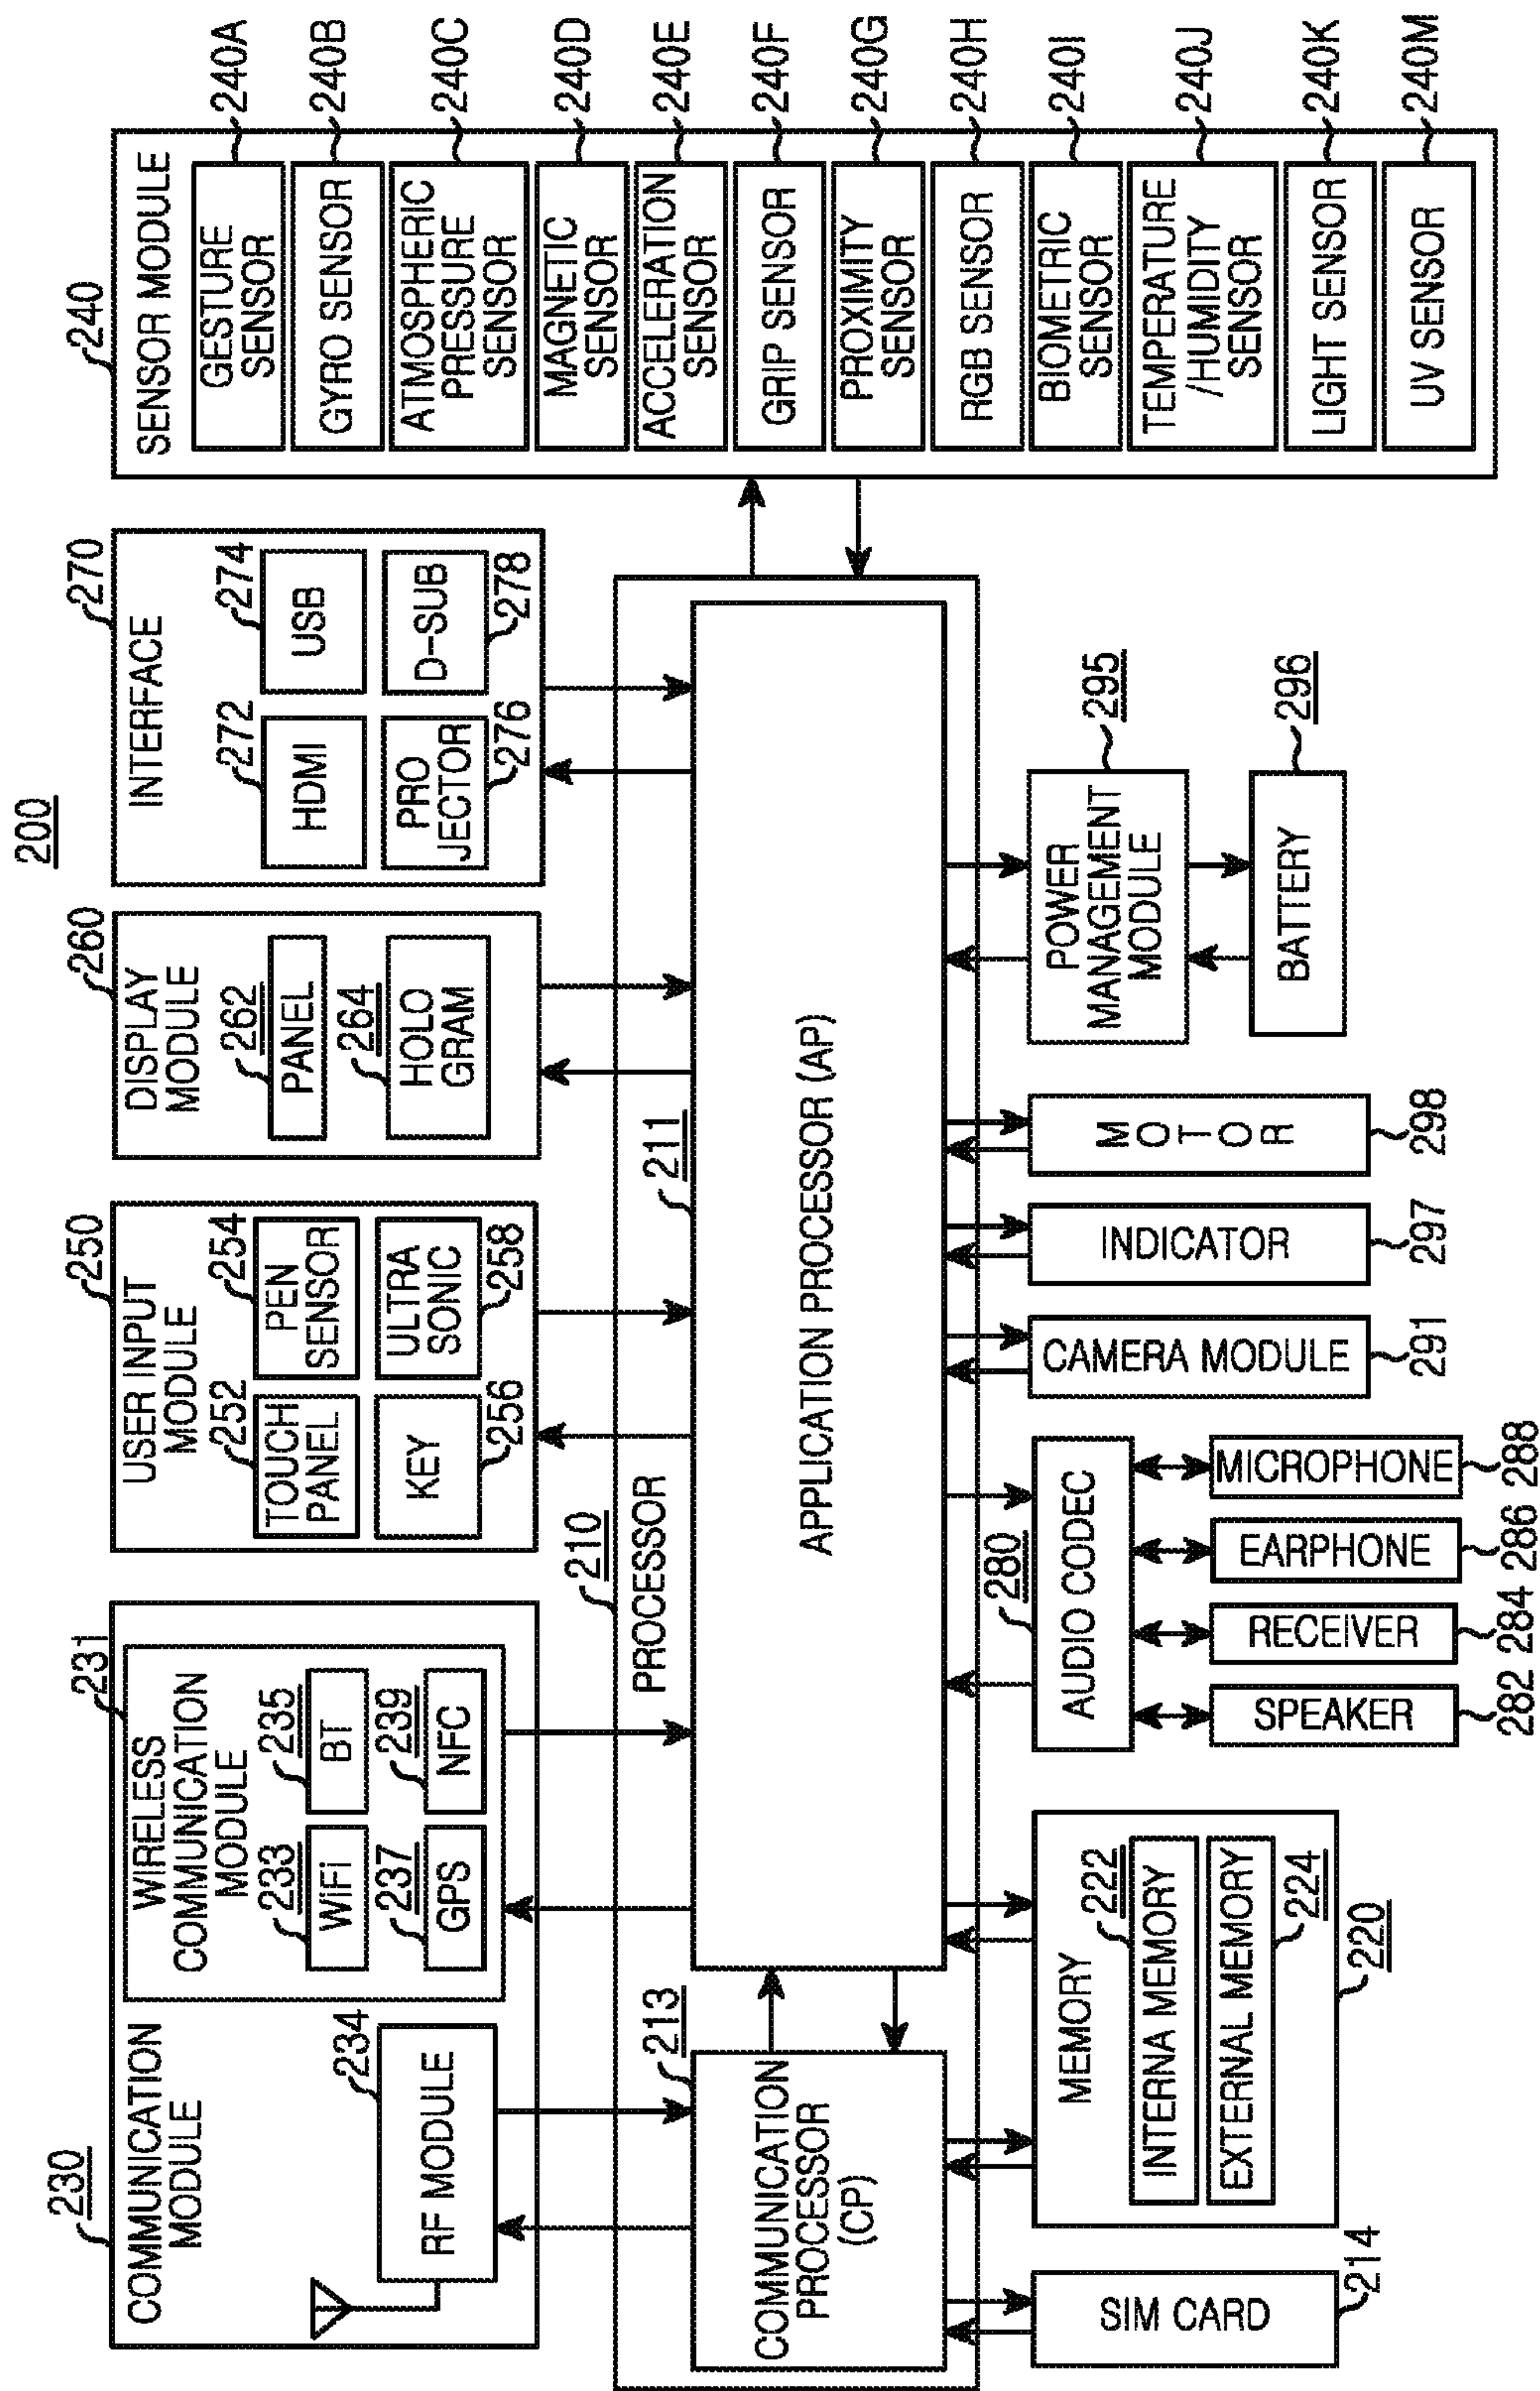 200
230
COMMUNICATION
MODULE
234
RF MODULE
231
WIRELESS
COMMUNICATION
MODULE
233
WiFi
235
BT
237
GPS
239
NFC
250
USER INPUT
MODULE
252
TOUCH
PANEL
254
PEN
SENSOR
KEY
256
ULTRA
SONIC
258
260
DISPLAY
MODULE
262
PANEL
264
HOLO
GRAM
270
INTERFACE
272
HDMI
274
USB
PRO
JECTOR
276
D-SUB
278
240
SENSOR MODULE
GESTURE
SENSOR
240A
GYRO SENSOR
240B
ATMOSPHERIC
PRESSURE
SENSOR
240C
MAGNETIC
SENSOR
240D
ACCELERATION
SENSOR
240E
GRIP SENSOR
240F
PROXIMITY
SENSOR
240G
RGB SENSOR
240H
BIOMETRIC
SENSOR
240I
TEMPERATURE
/HUMIDITY
SENSOR
240J
LIGHT SENSOR
240K
UV SENSOR
240M
210
PROCESSOR
213
COMMUNICATION
PROCESSOR
(CP)
211
APPLICATION PROCESSOR (AP)
SIM CARD
214
MEMORY
222
INTERNA MEMORY
EXTERNAL MEMORY
224
220
280
AUDIO CODEC
SPEAKER
282
RECEIVER
284
EARPHONE
286
MICROPHONE
288
CAMERA MODULE
291
INDICATOR
297
MOTOR
298
POWER
MANAGEMENT
MODULE
295
BATTERY
296